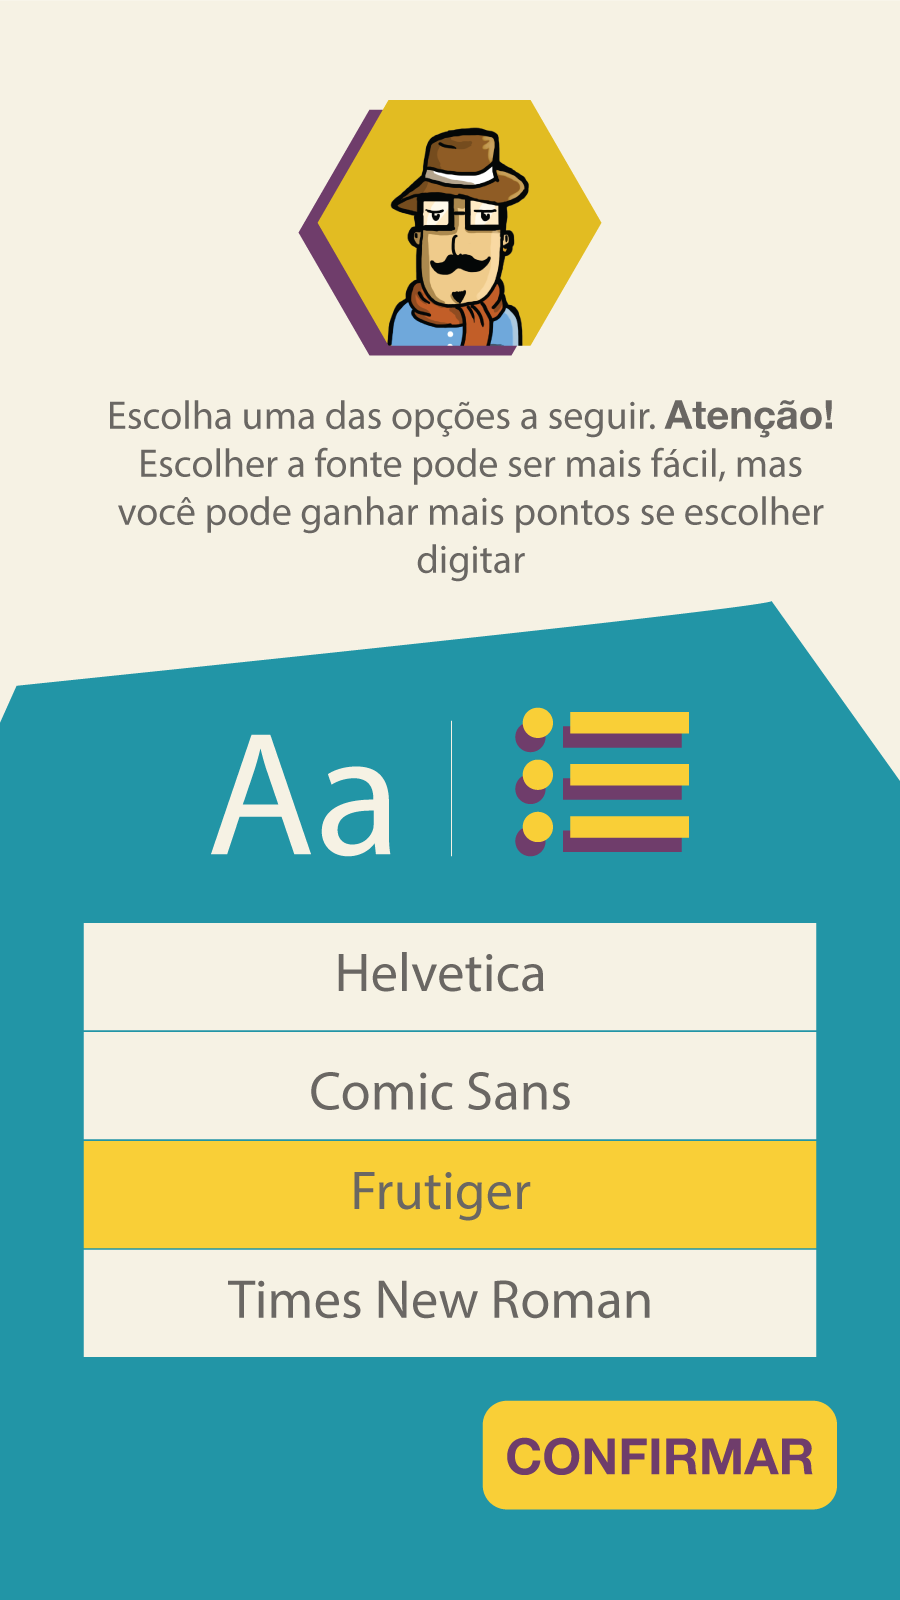 Escolha uma das opções a seguir. Atenção!
Escolher a fonte pode ser mais fácil, mas
você pode ganhar mais pontos se escolher
digitar
Aa
Helvetica
Comic Sans
Frutiger
Times New Roman
CONFIRMAR